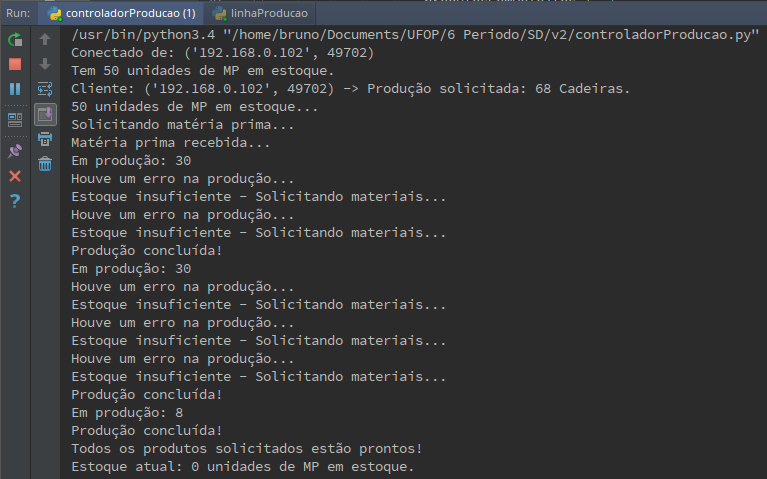 Run: controladorProducao (1) linhaProducao
/usr/bin/python3.4 "/home/bruno/Documents/UFOP/6 Periodo/SD/v2/controladorProducao.py"
Conectado de: ('192.168.0.102', 49702)
Tem 50 unidades de MP em estoque.
Cliente: ('192.168.0.102', 49702) -> Produção solicitada: 68 Cadeiras.
50 unidades de MP em estoque...
Solicitando matéria prima...
Matéria prima recebida...
Em produção: 30
Houve um erro na produção...
Estoque insuficiente - Solicitando materiais...
Houve um erro na produção...
Estoque insuficiente - Solicitando materiais...
Produção concluída!
Em produção: 30
Houve um erro na produção...
Estoque insuficiente - Solicitando materiais...
Houve um erro na produção...
Estoque insuficiente - Solicitando materiais...
Houve um erro na produção...
Estoque insuficiente - Solicitando materiais...
Produção concluída!
Em produção: 8
Produção concluída!
Todos os produtos solicitados estão prontos!
Estoque atual: 0 unidades de MP em estoque.